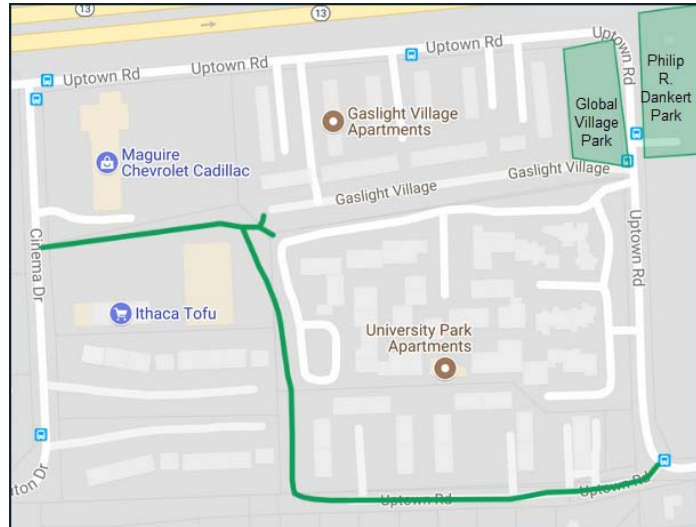 13
13
Uptown Rd
Uptown Rd
Uptown Rd
Uptown Rd
Philip
R.
Dankert
Park
Global
Village
Park
Gaslight Village
Apartments
Maguire
Chevrolet Cadillac
Gaslight Village
Gaslight Village
Cinema Dr
Uptown Rd
Ithaca Tofu
University Park
Apartments
ton Dr
Uptown Rd
Uptown Rd